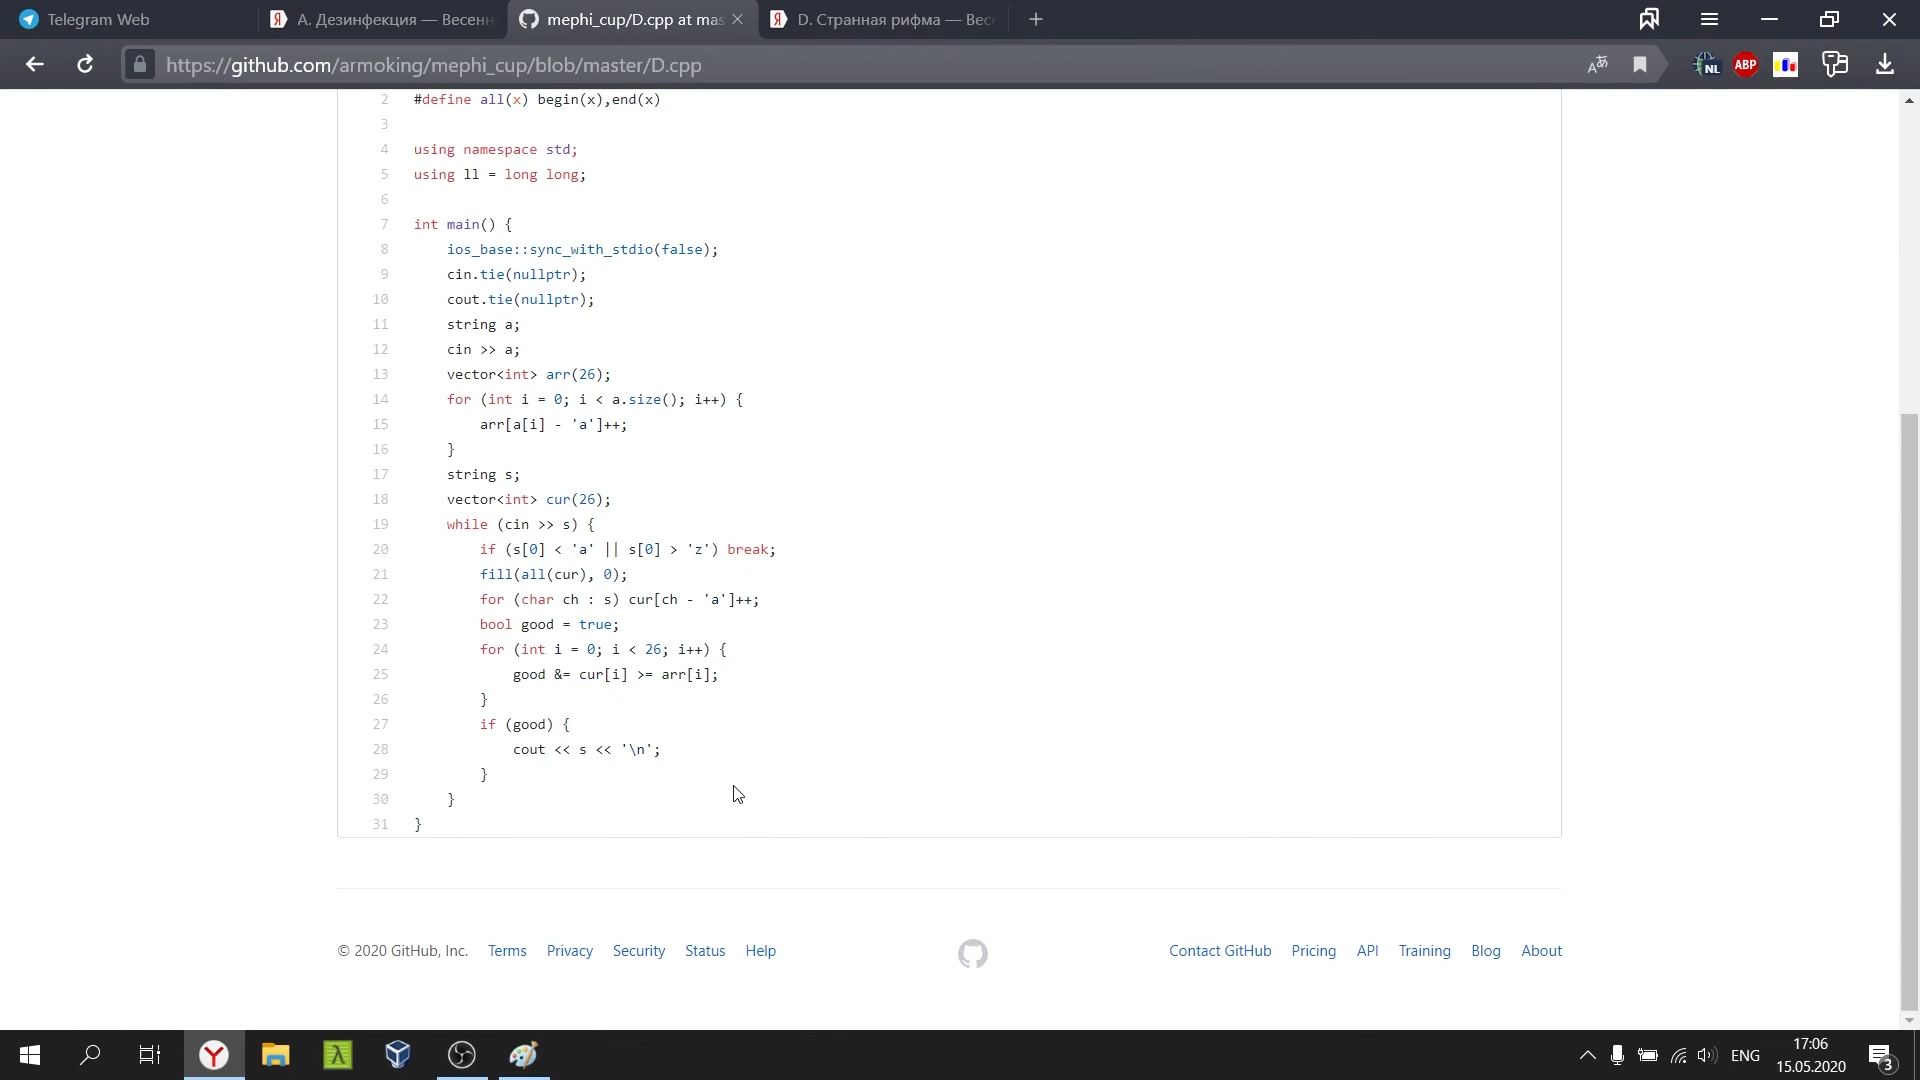 Telegram Web
А. Дезинфекция — Весенн
mephi_cup/D.cpp at mas
D. Странная рифма — Вес
https://github.com/armoking/mephi_cup/blob/master/D.cpp
NL
ABP
2 #define all(x) begin(x),end(x)
3
4 using namespace std;
5 using ll = long long;
6
7 int main() {
8 ios_base::sync_with_stdio(false);
9 cin.tie(nullptr);
10 cout.tie(nullptr);
11 string a;
12 cin >> a;
13 vector<int> arr(26);
14 for (int i = 0; i < a.size(); i++) {
15 arr[a[i] - 'a']++;
16 }
17 string s;
18 vector<int> cur(26);
19 while (cin >> s) {
20 if (s[0] < 'a' || s[0] > 'z') break;
21 fill(all(cur), 0);
22 for (char ch : s) cur[ch - 'a']++;
23 bool good = true;
24 for (int i = 0; i < 26; i++) {
25 good &= cur[i] >= arr[i];
26 }
27 if (good) {
28 cout << s << '\n';
29 }
30 }
31 }
© 2020 GitHub, Inc. Terms Privacy Security Status Help
Contact GitHub Pricing API Training Blog About
ENG
17:06
15.05.2020
3